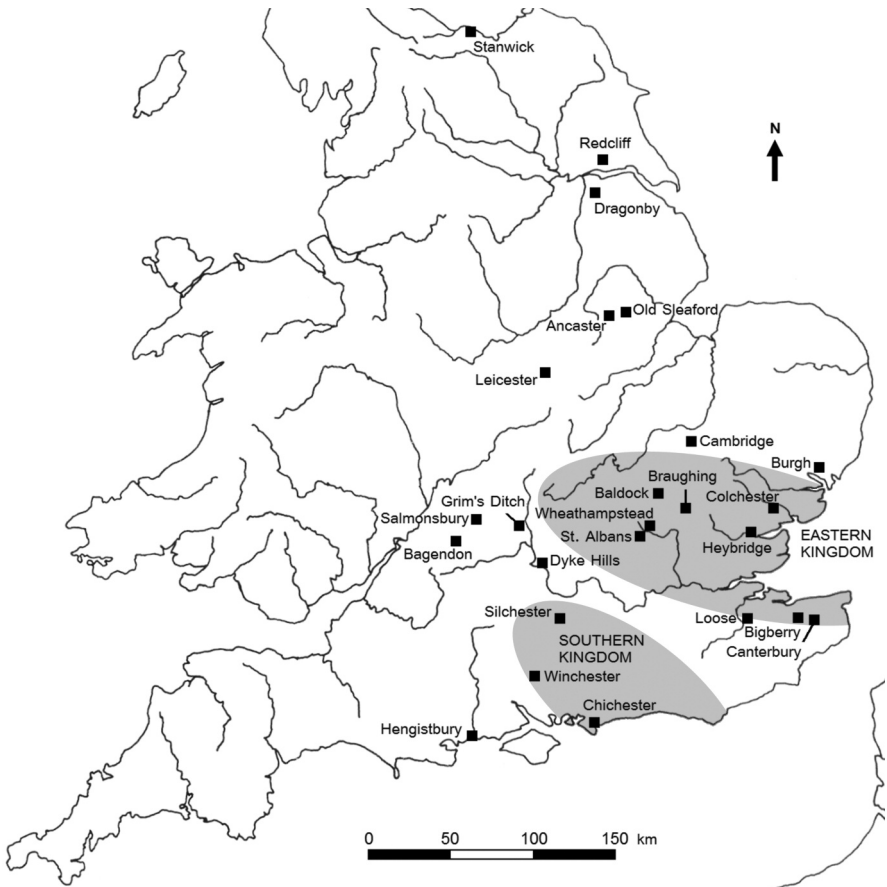 Stanwick
N
Redcliff
Dragonby
Old Sleaford
Ancaster
Leicester
Cambridge
Burgh
Braughing
Baldock
Colchester
Grim's Ditch
Salmonsbury
Wheathampstead
St. Albans
EASTERN
KINGDOM
Heybridge
Bagendon
Dyke Hills
Silchester
Loose
Bigberry
SOUTHERN
KINGDOM
Canterbury
Winchester
Chichester
Hengistbury
0 50 100 150 km